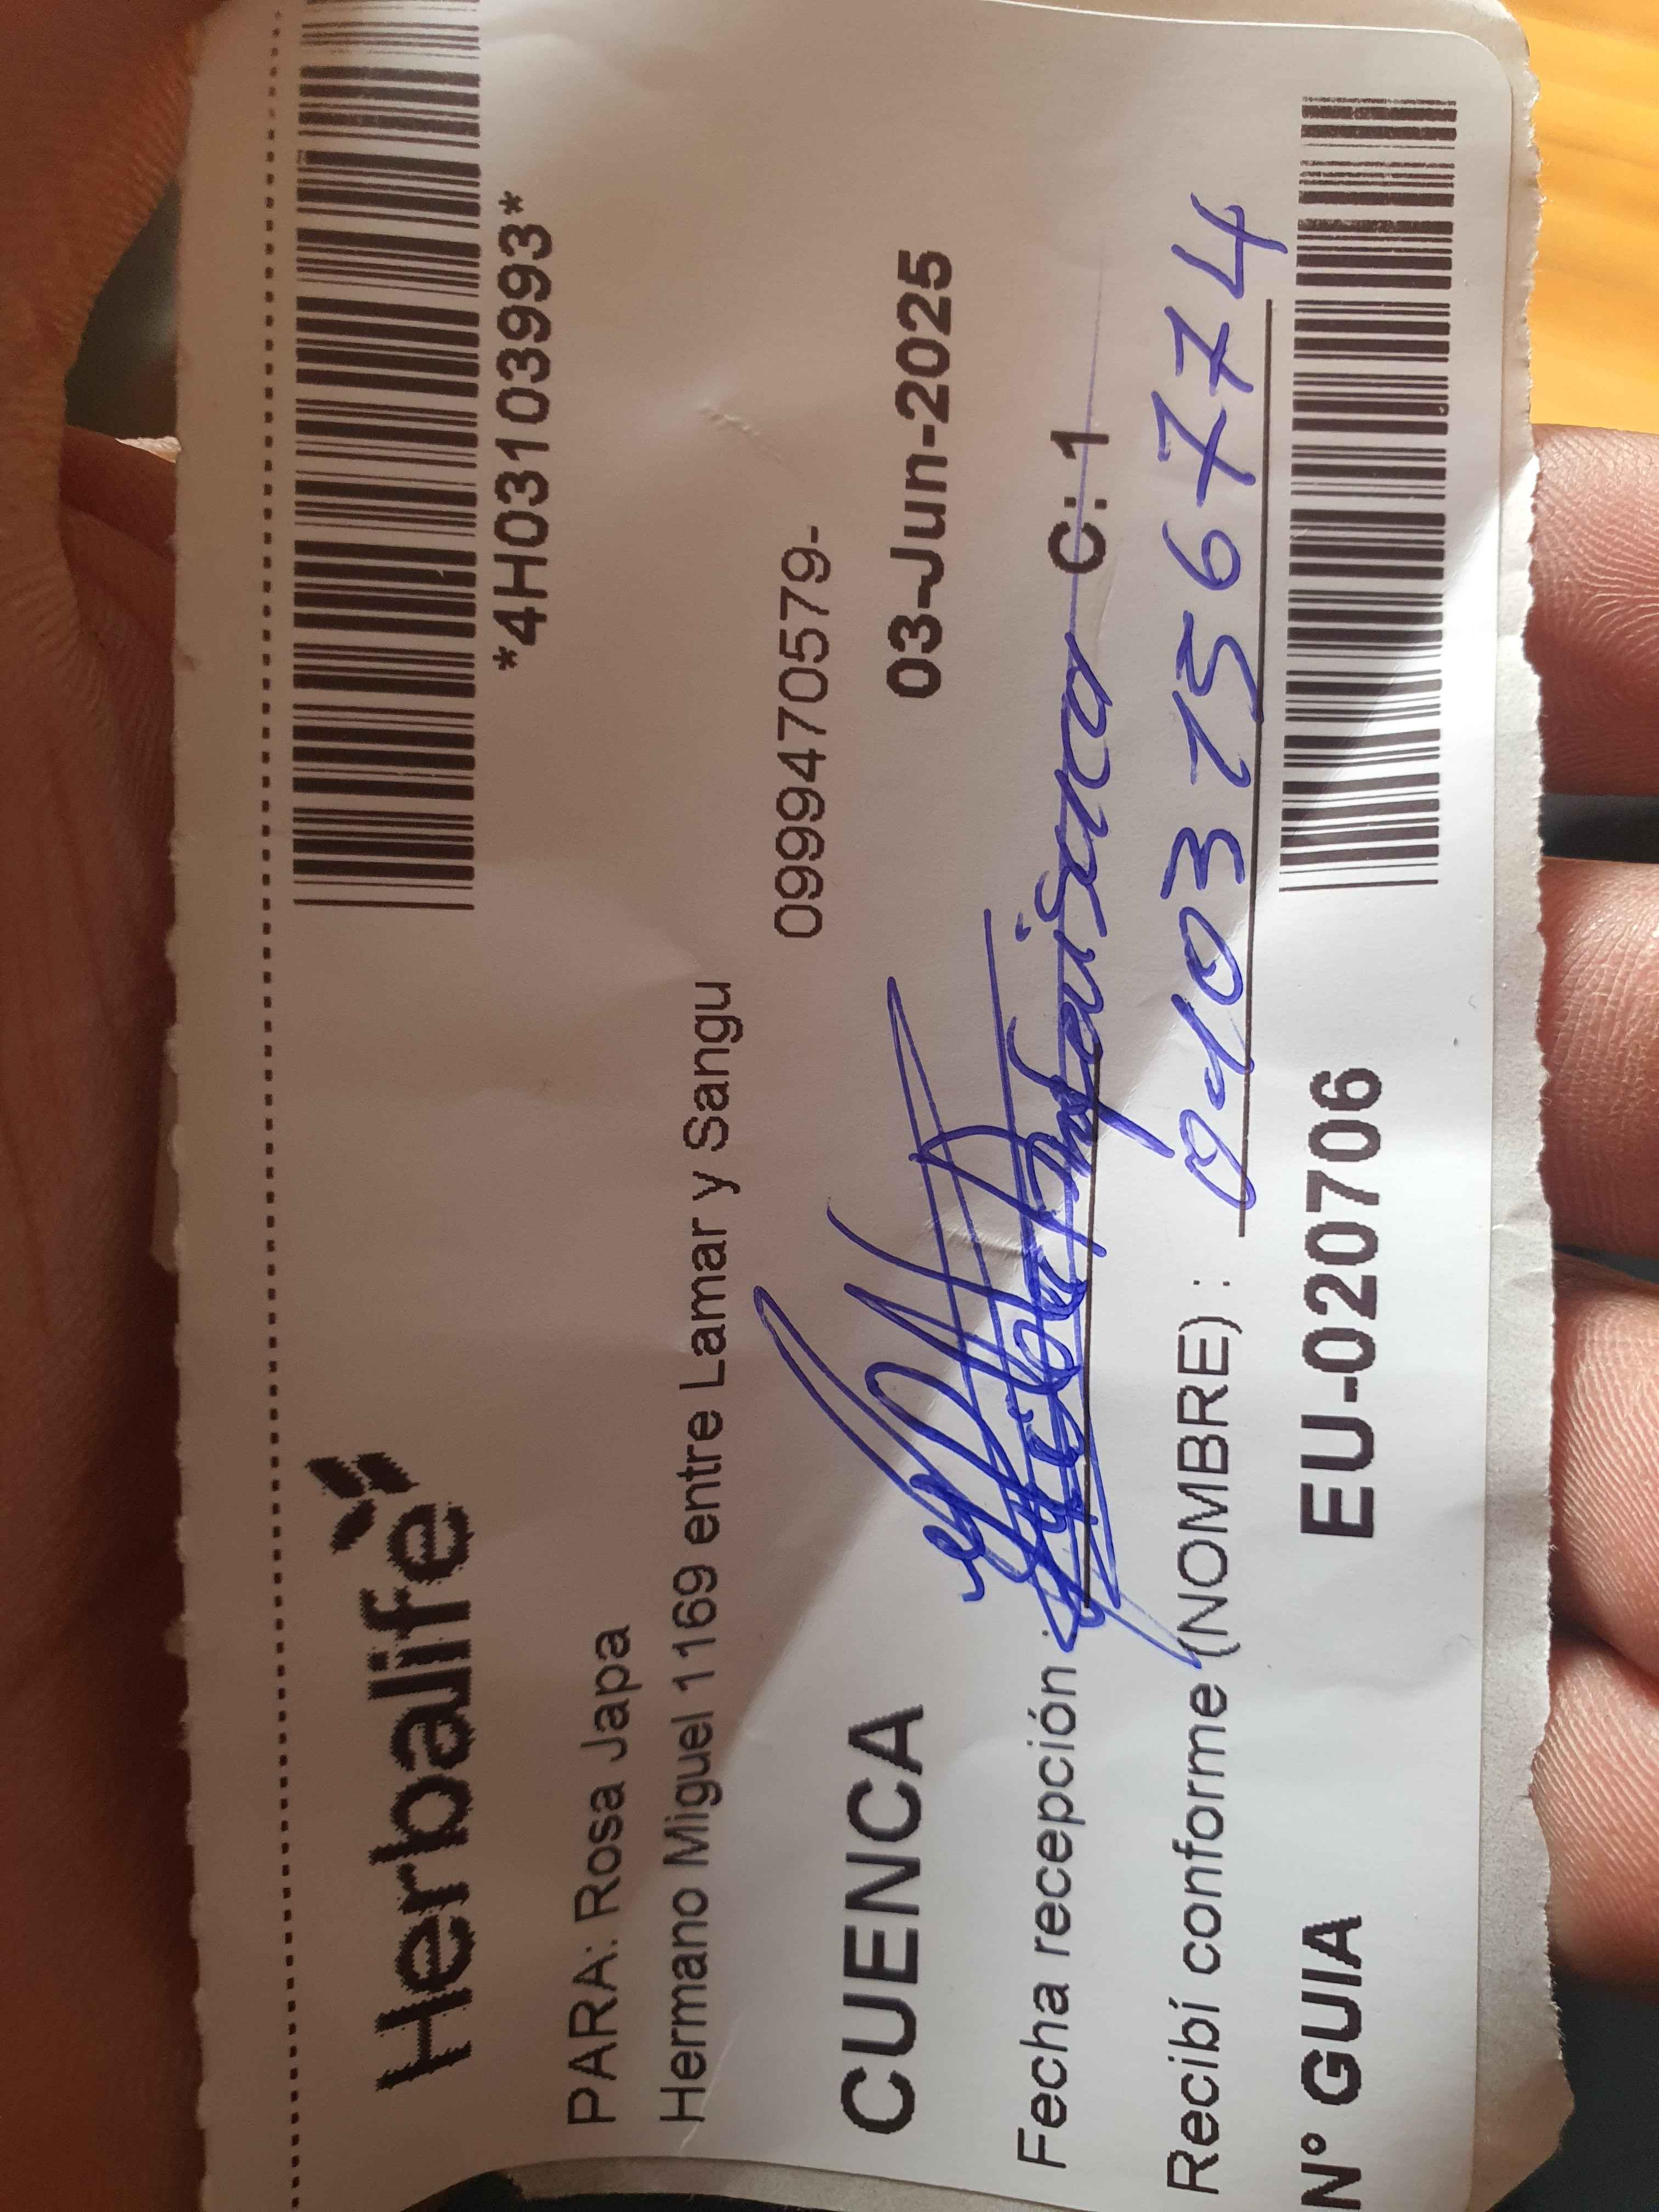 Herbalife
*4H03103993*
PARA: Rosa Japa
Hermano Miguel 1169 entre Lamar y Sangu
0999470579-
CUENCA 03-Jun-2025
Fecha recepción : C: 1
Recibí conforme (NOMBRE) :
Nº GUIA EU-020706